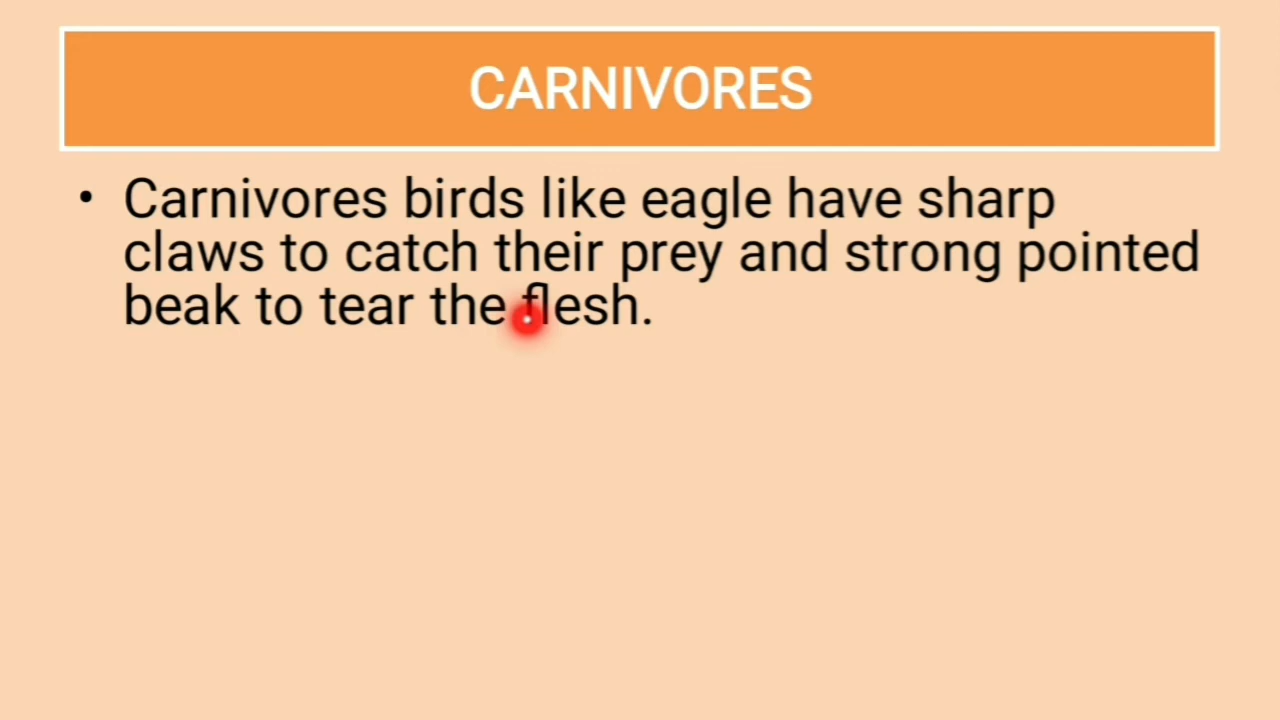 CARNIVORES
• Carnivores birds like eagle have sharp
claws to catch their prey and strong pointed
beak to tear the flesh.